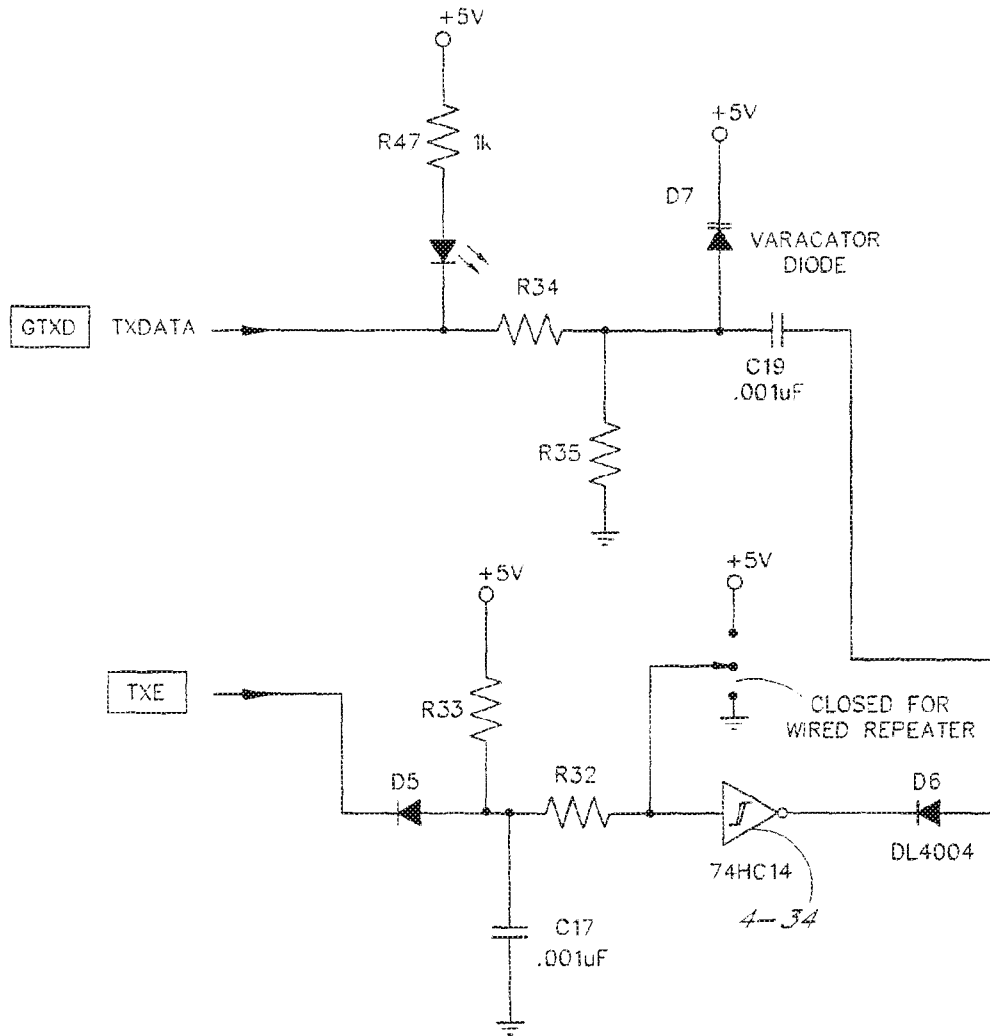 +5V
R47 1k
+5V
D7
VARACATOR
DIODE
R34
GTXD TXDATA
C19
.001uF
R35
+5V
+5V
TXE
R33
CLOSED FOR
WIRED REPEATER
D5
R32
D6
74HC14
DL4004
4-34
C17
.001uF